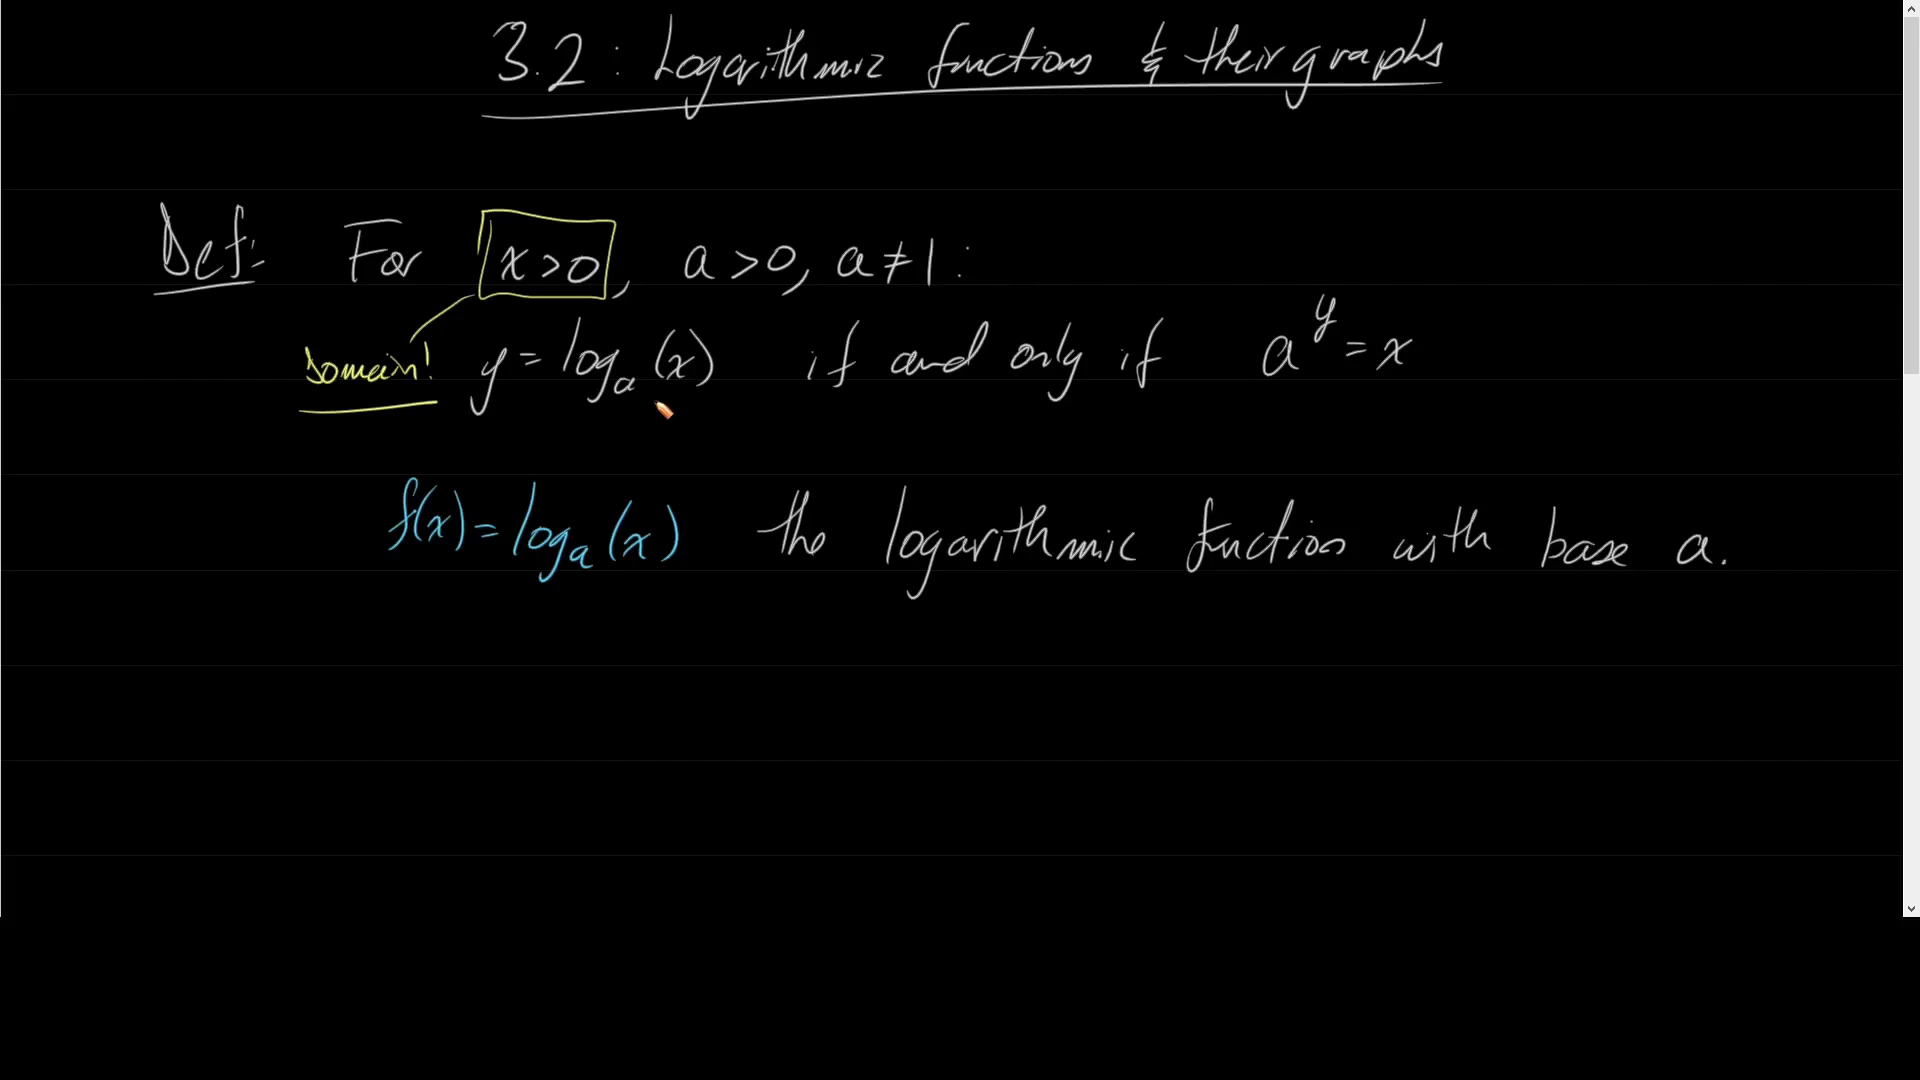 3.2: Logarithmic functions & their graphs
Def: For x>0, a>0, a≠1:
Domain! y = log_a (x) if and only if a^y = x
f(x) = log_a (x) the logarithmic function with base a.